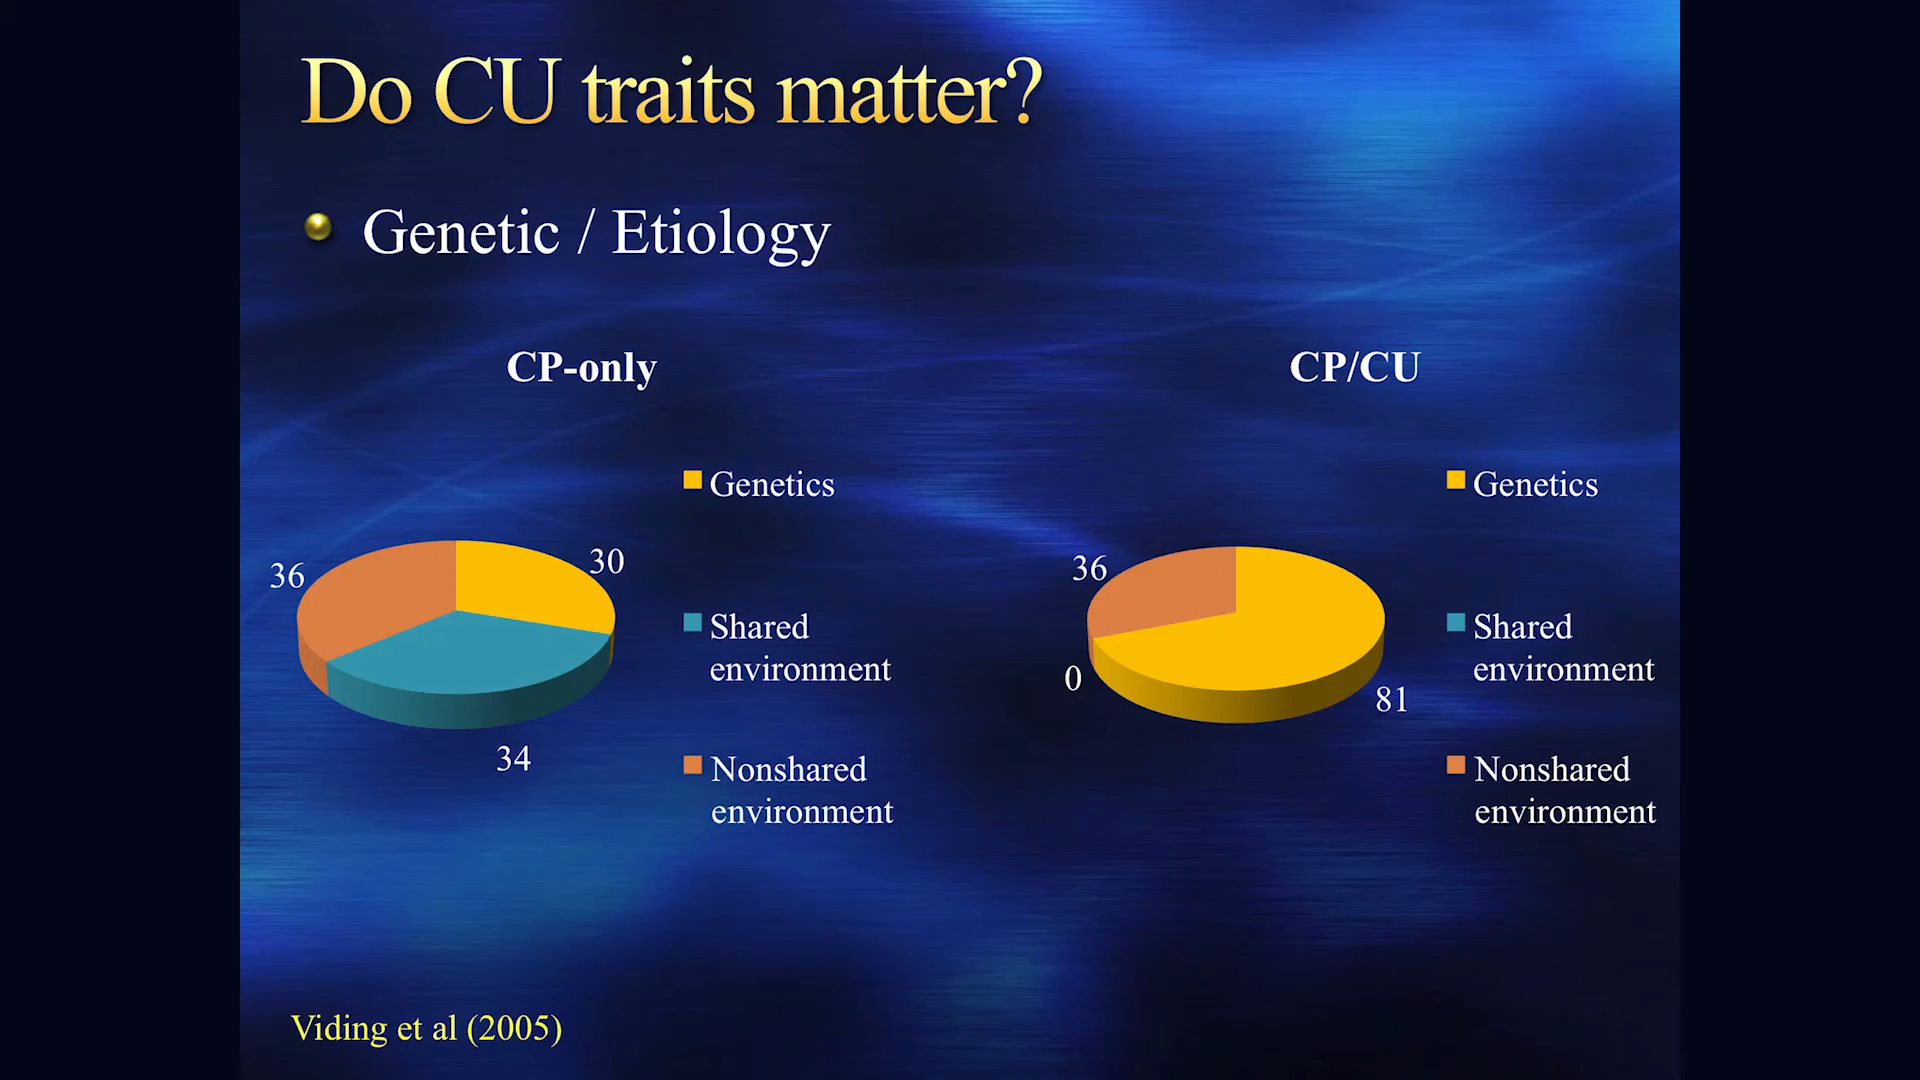 Do CU traits matter?
Genetic / Etiology
CP-only
Genetics
Shared
environment
Nonshared
environment
36
30
34
CP/CU
Genetics
Shared
environment
Nonshared
environment
36
0
81
Viding et al (2005)